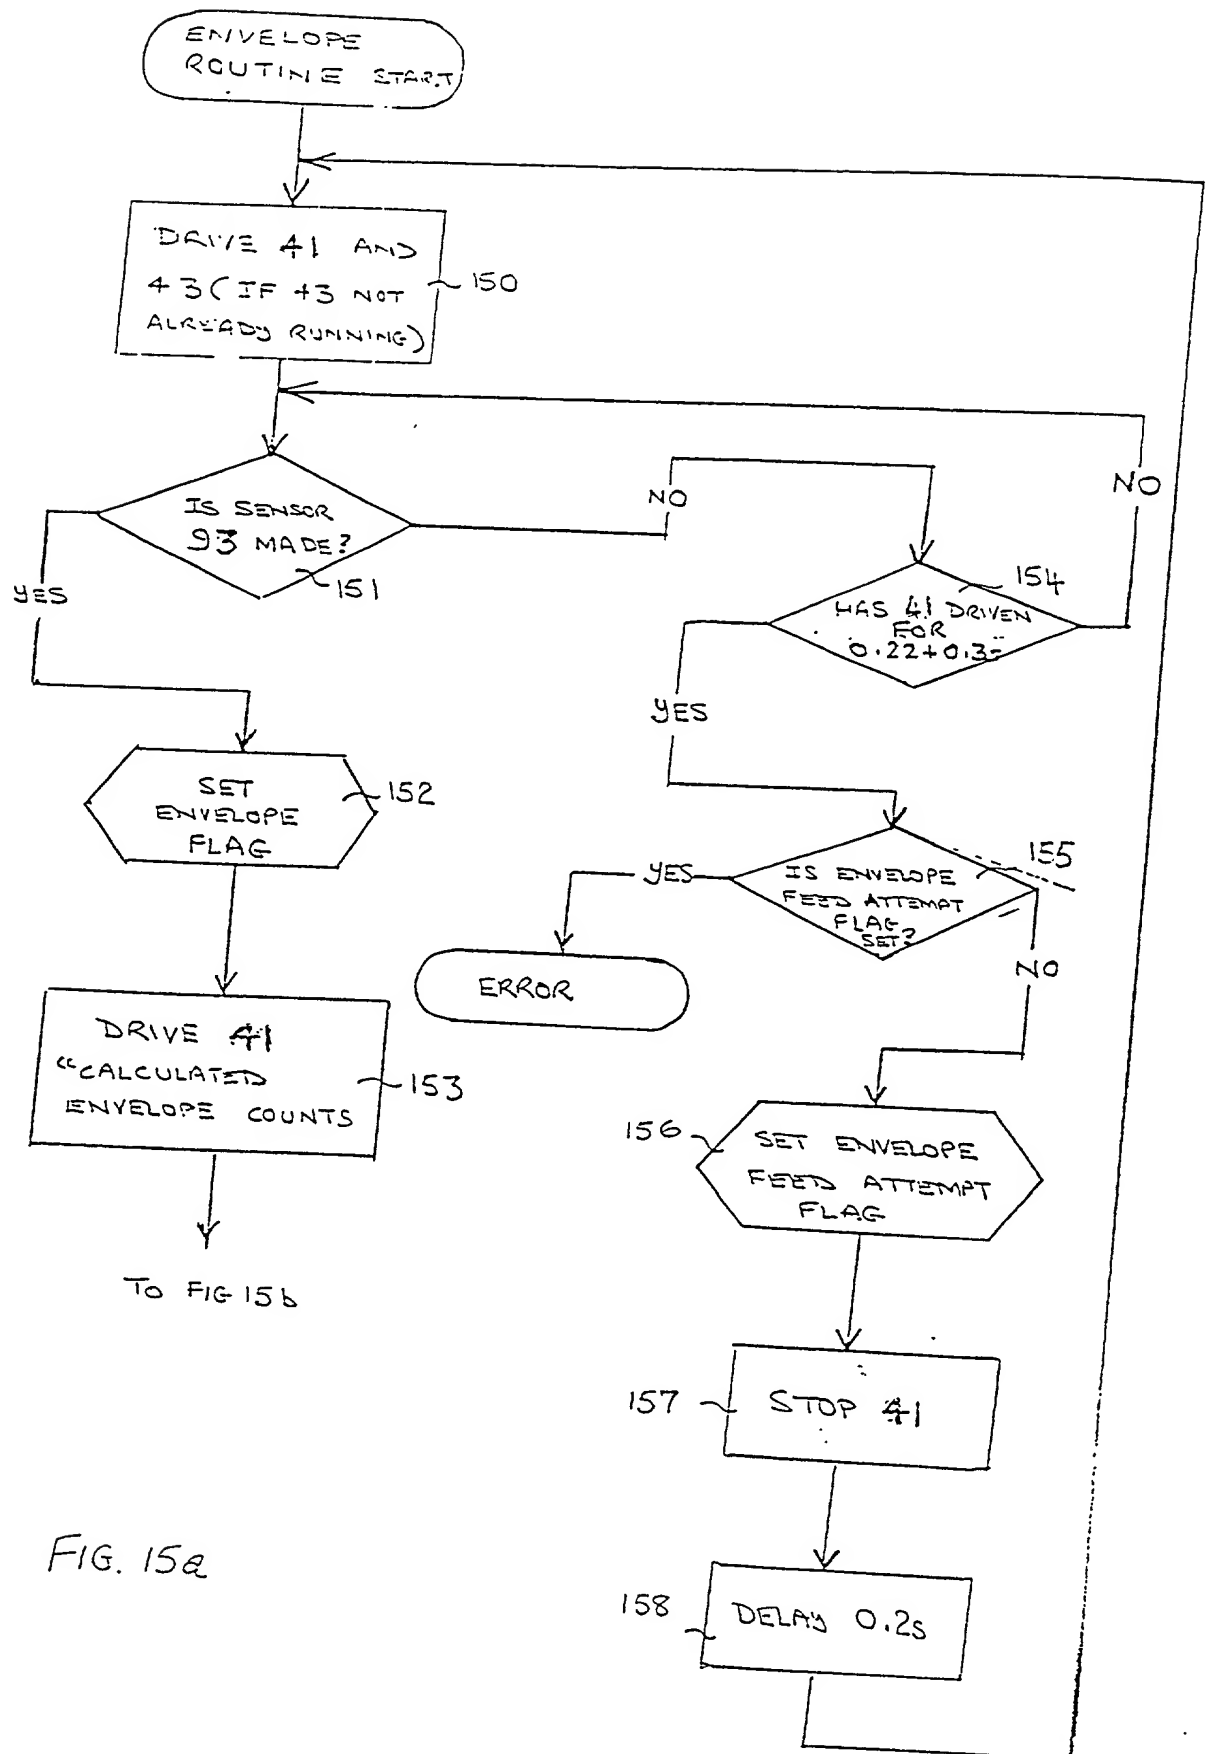 ENVELOPE
ROUTINE START
DRIVE 41 AND
43 (IF 43 NOT
ALREADY RUNNING)
150
IS SENSOR
93 MADE?
151
NO
YES
NO
154
HAS 41 DRIVEN
FOR
0.22+0.3
YES
SET
ENVELOPE
FLAG
152
155
IS ENVELOPE
FEED ATTEMPT
FLAG
SET?
YES
NO
ERROR
DRIVE 41
“CALCULATED
ENVELOPE COUNTS
153
156
SET ENVELOPE
FEED ATTEMPT
FLAG
TO FIG 15b
157
STOP 41
158
DELAY 0.2s
FIG. 15a